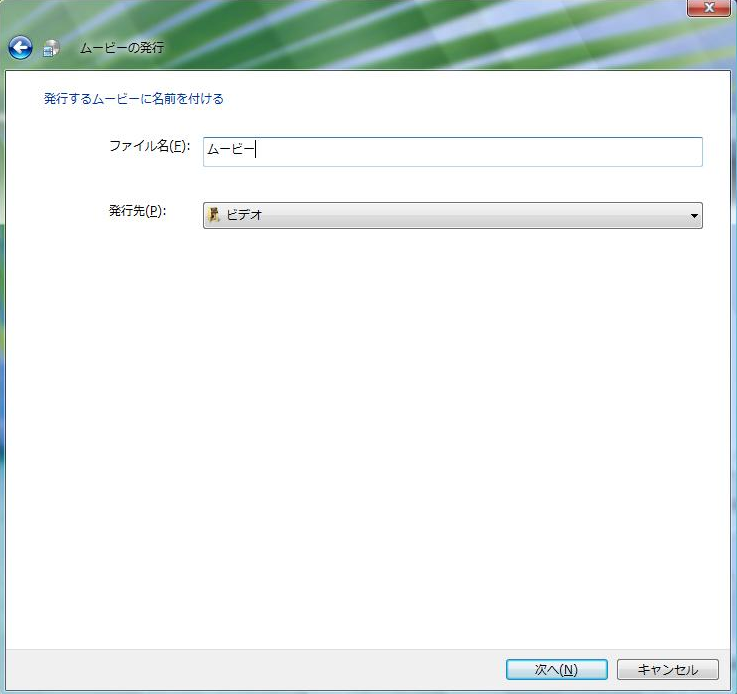 ムービーの発行
発行するムービーに名前を付ける
ファイル名(F): ムービー
発行先(P): ビデオ
次へ(N) キャンセル